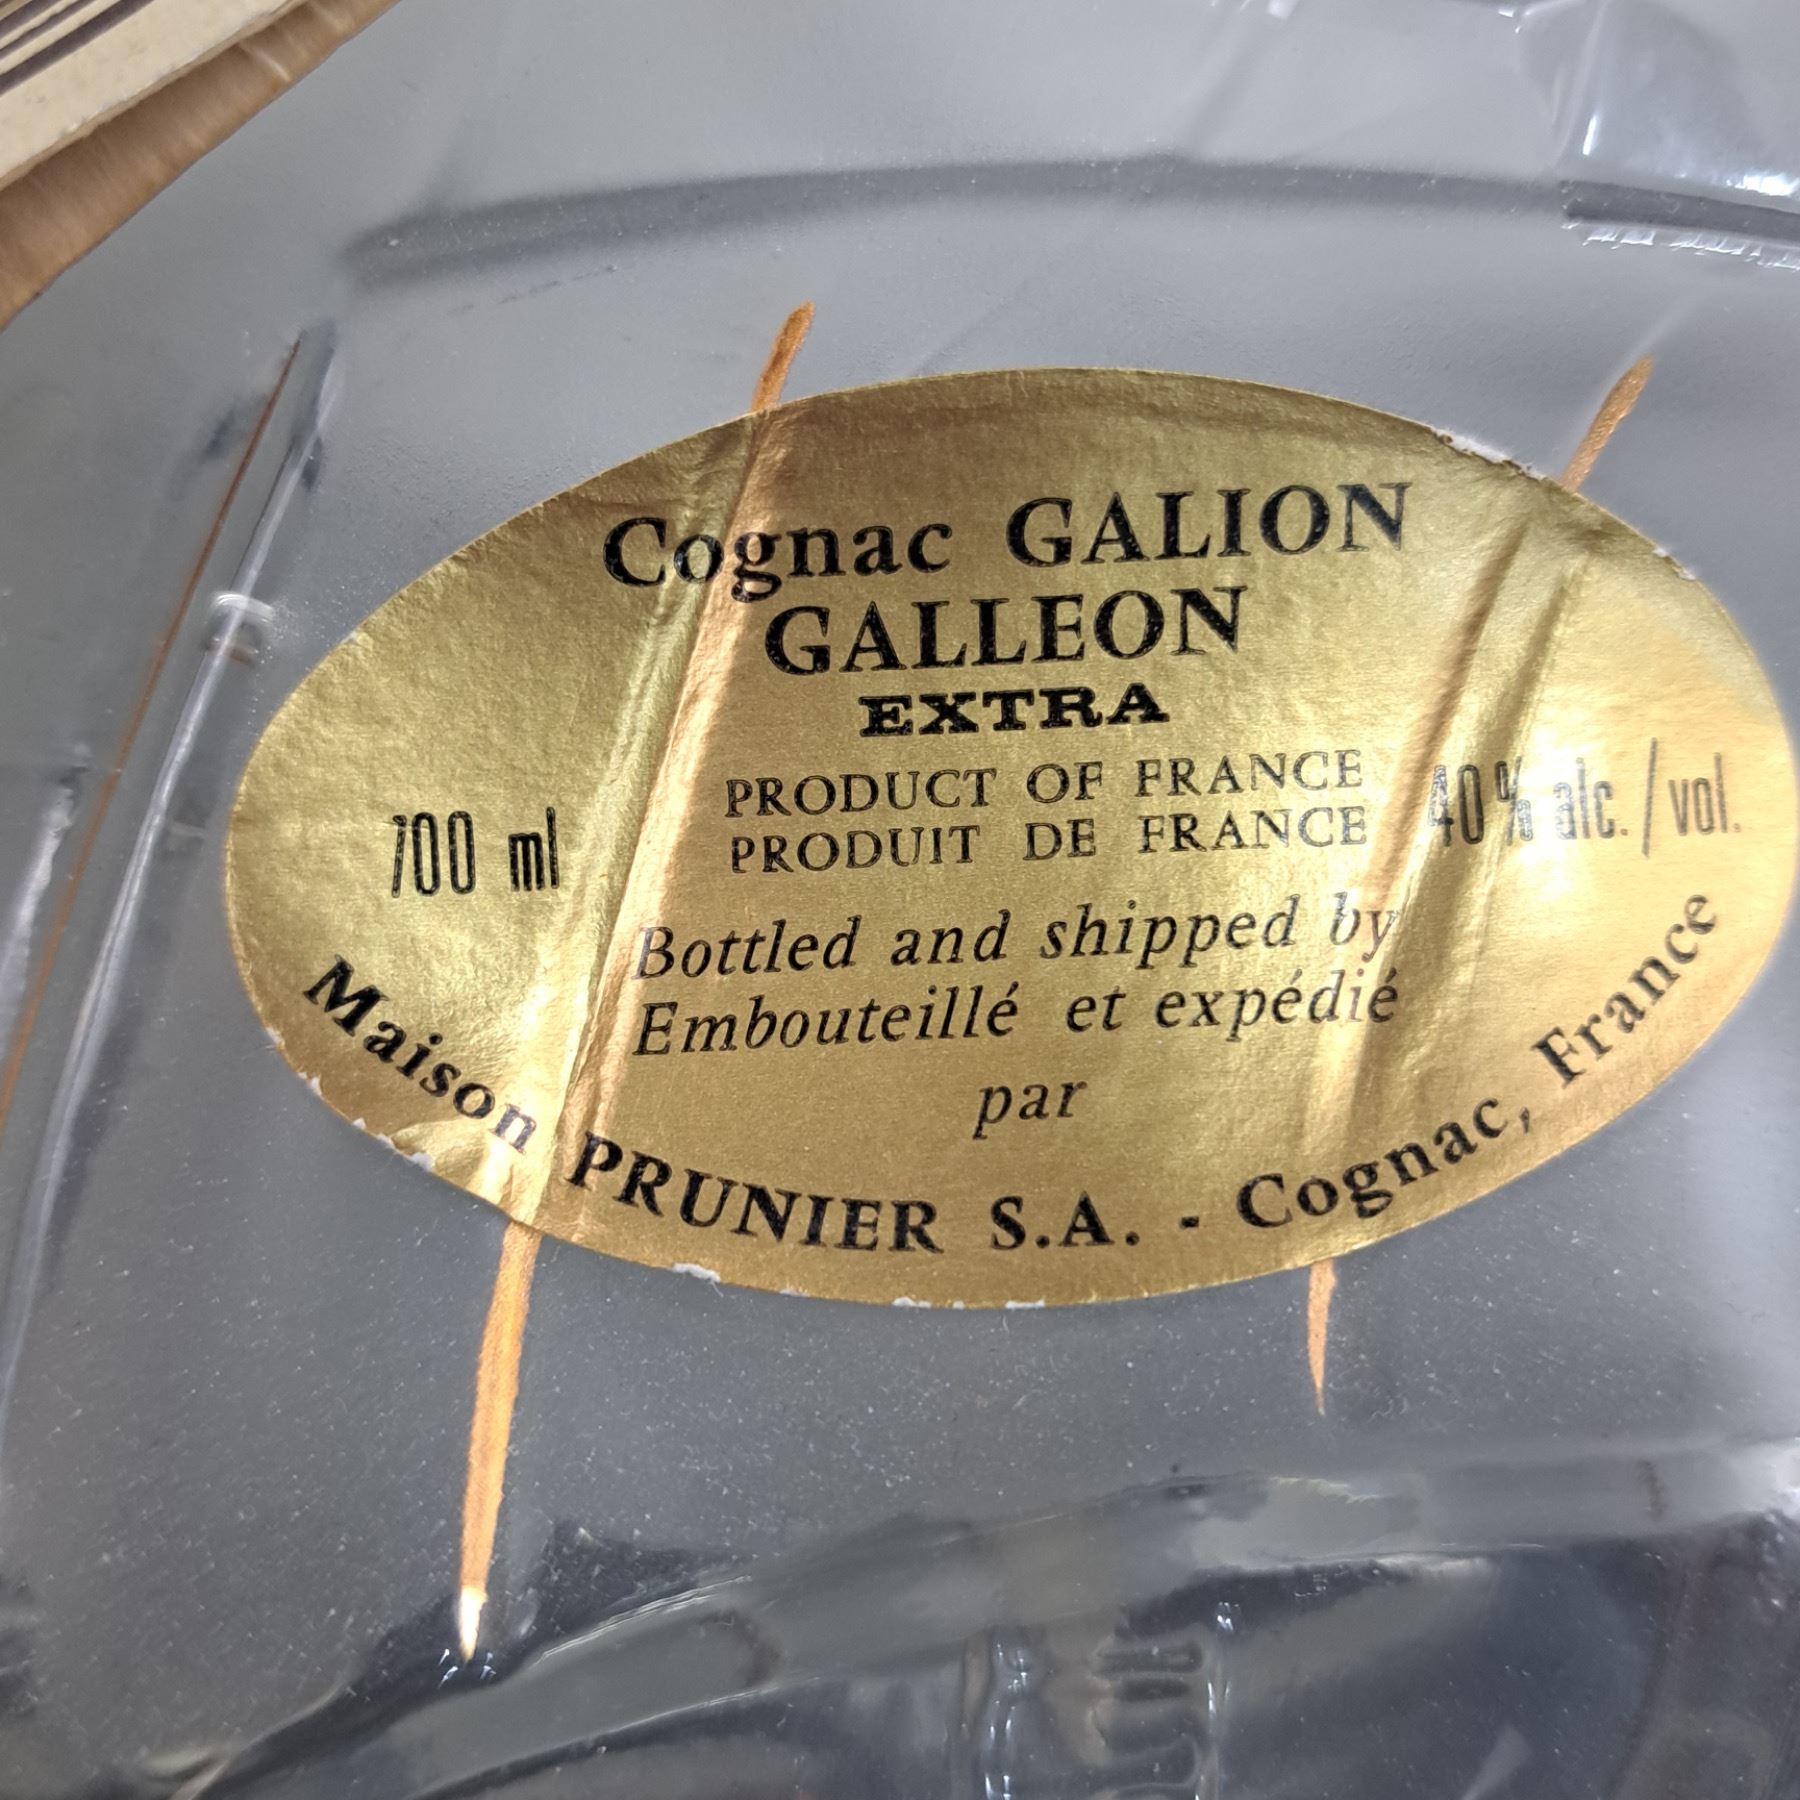 Cognac GALION
GALLEON
EXTRA
PRODUCT OF FRANCE
PRODUIT DE FRANCE
700 ml
40% alc./vol.
Bottled and shipped by
Embouteillé et expédié
par
Maison PRUNIER S.A. - Cognac, France